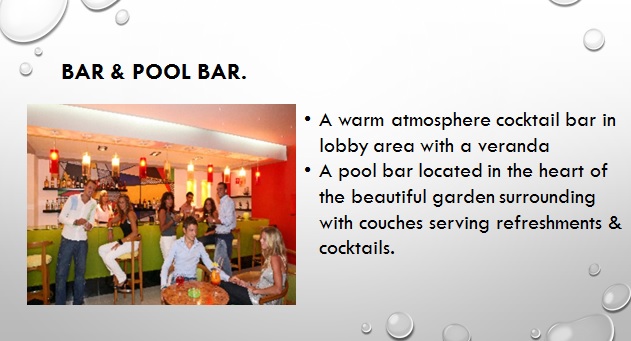 BAR & POOL BAR.
• A warm atmosphere cocktail bar in
lobby area with a veranda
• A pool bar located in the heart of
the beautiful garden surrounding
with couches serving refreshments &
cocktails.